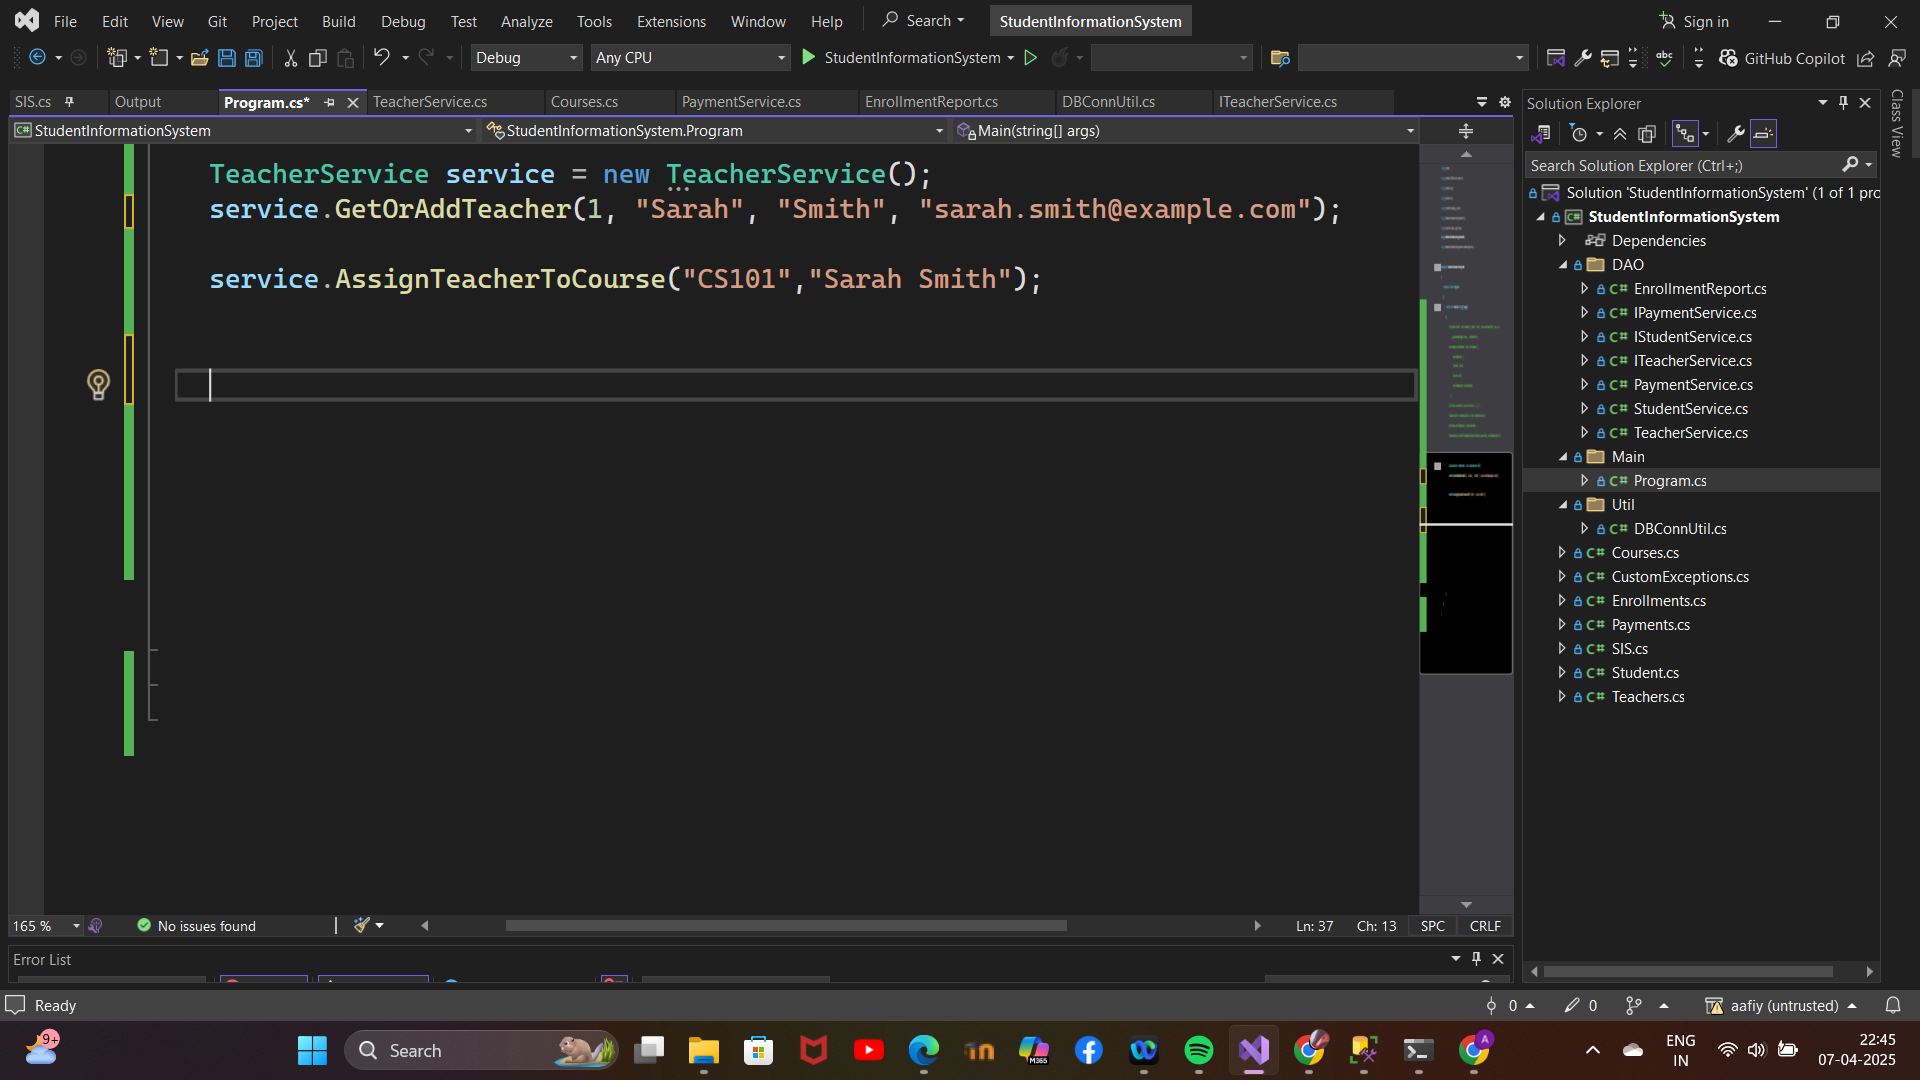 File Edit View Git Project Build Debug Test Analyze Tools Extensions Window Help Search StudentInformationSystem Sign in
Debug Any CPU StudentInformationSystem GitHub Copilot
SIS.cs Output Program.cs* TeacherService.cs Courses.cs PaymentService.cs EnrollmentReport.cs DBConnUtil.cs ITeacherService.cs
StudentInformationSystem StudentInformationSystem.Program Main(string[] args)
TeacherService service = new TeacherService();
service.GetOrAddTeacher(1, "Sarah", "Smith", "sarah.smith@example.com");
service.AssignTeacherToCourse("CS101","Sarah Smith");
165 % No issues found Ln: 37 Ch: 13 SPC CRLF
Error List
Solution Explorer
Search Solution Explorer (Ctrl+;)
Solution 'StudentInformationSystem' (1 of 1 pro
StudentInformationSystem
Dependencies
DAO
C# EnrollmentReport.cs
C# IPaymentService.cs
C# IStudentService.cs
C# ITeacherService.cs
C# PaymentService.cs
C# StudentService.cs
C# TeacherService.cs
Main
C# Program.cs
Util
C# DBConnUtil.cs
C# Courses.cs
C# CustomExceptions.cs
C# Enrollments.cs
C# Payments.cs
C# SIS.cs
C# Student.cs
C# Teachers.cs
Class View
Ready 0 0 aafiy (untrusted)
9+ Search M365 A ENG
IN
22:45
07-04-2025